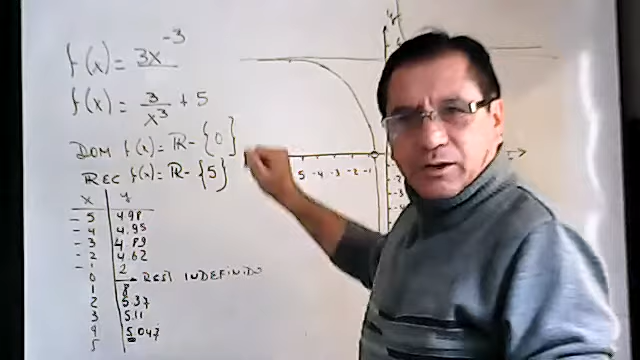 f(x) = 3x⁻³
f(x) = 3/x³ + 5
DOM f(x) = R - {0}
REC f(x) = R - {5}
x y
-5 4.98
-4 4.95
-3 4.89
-2 4.62
-1 2
0 → REST INDEFINIDO
1 8
2 5.37
3 5.11
4 5.047
5
5 -4 -3 -2 -1